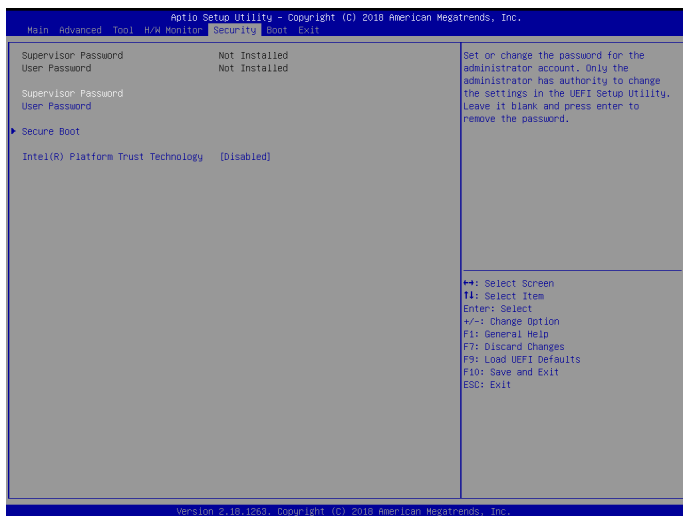 Aptio Setup Utility – Copyright (C) 2018 American Megatrends, Inc.
Main Advanced Tool H/W Monitor Security Boot Exit
Supervisor Password Not Installed
User Password Not Installed
Supervisor Password
User Password
Secure Boot
Intel(R) Platform Trust Technology [Disabled]
Set or change the password for the
administrator account. Only the
administrator has authority to change
the settings in the UEFI Setup Utility.
Leave it blank and press enter to
remove the password.
↔: Select Screen
↑↓: Select Item
Enter: Select
+/-: Change Option
F1: General Help
F7: Discard Changes
F9: Load UEFI Defaults
F10: Save and Exit
ESC: Exit
Version 2.18.1263. Copyright (C) 2018 American Megatrends, Inc.